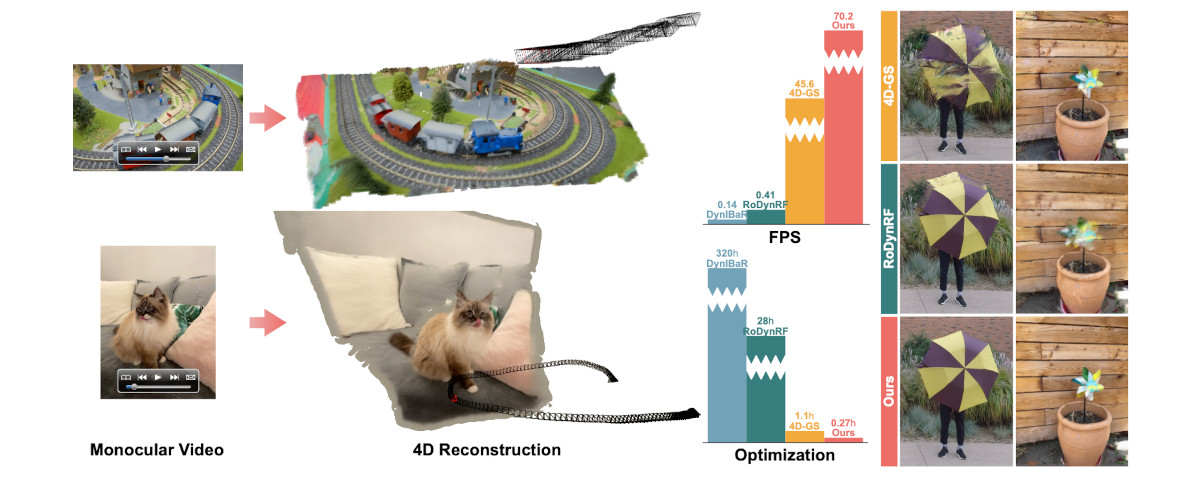 Monocular Video
4D Reconstruction
70.2
Ours
45.6
4D-GS
0.41
RoDynRF
0.14
DynIBaR
FPS
320h
DynIBaR
28h
RoDynRF
1.1h
4D-GS
0.27h
Ours
Optimization
4D-GS
RoDynRF
Ours